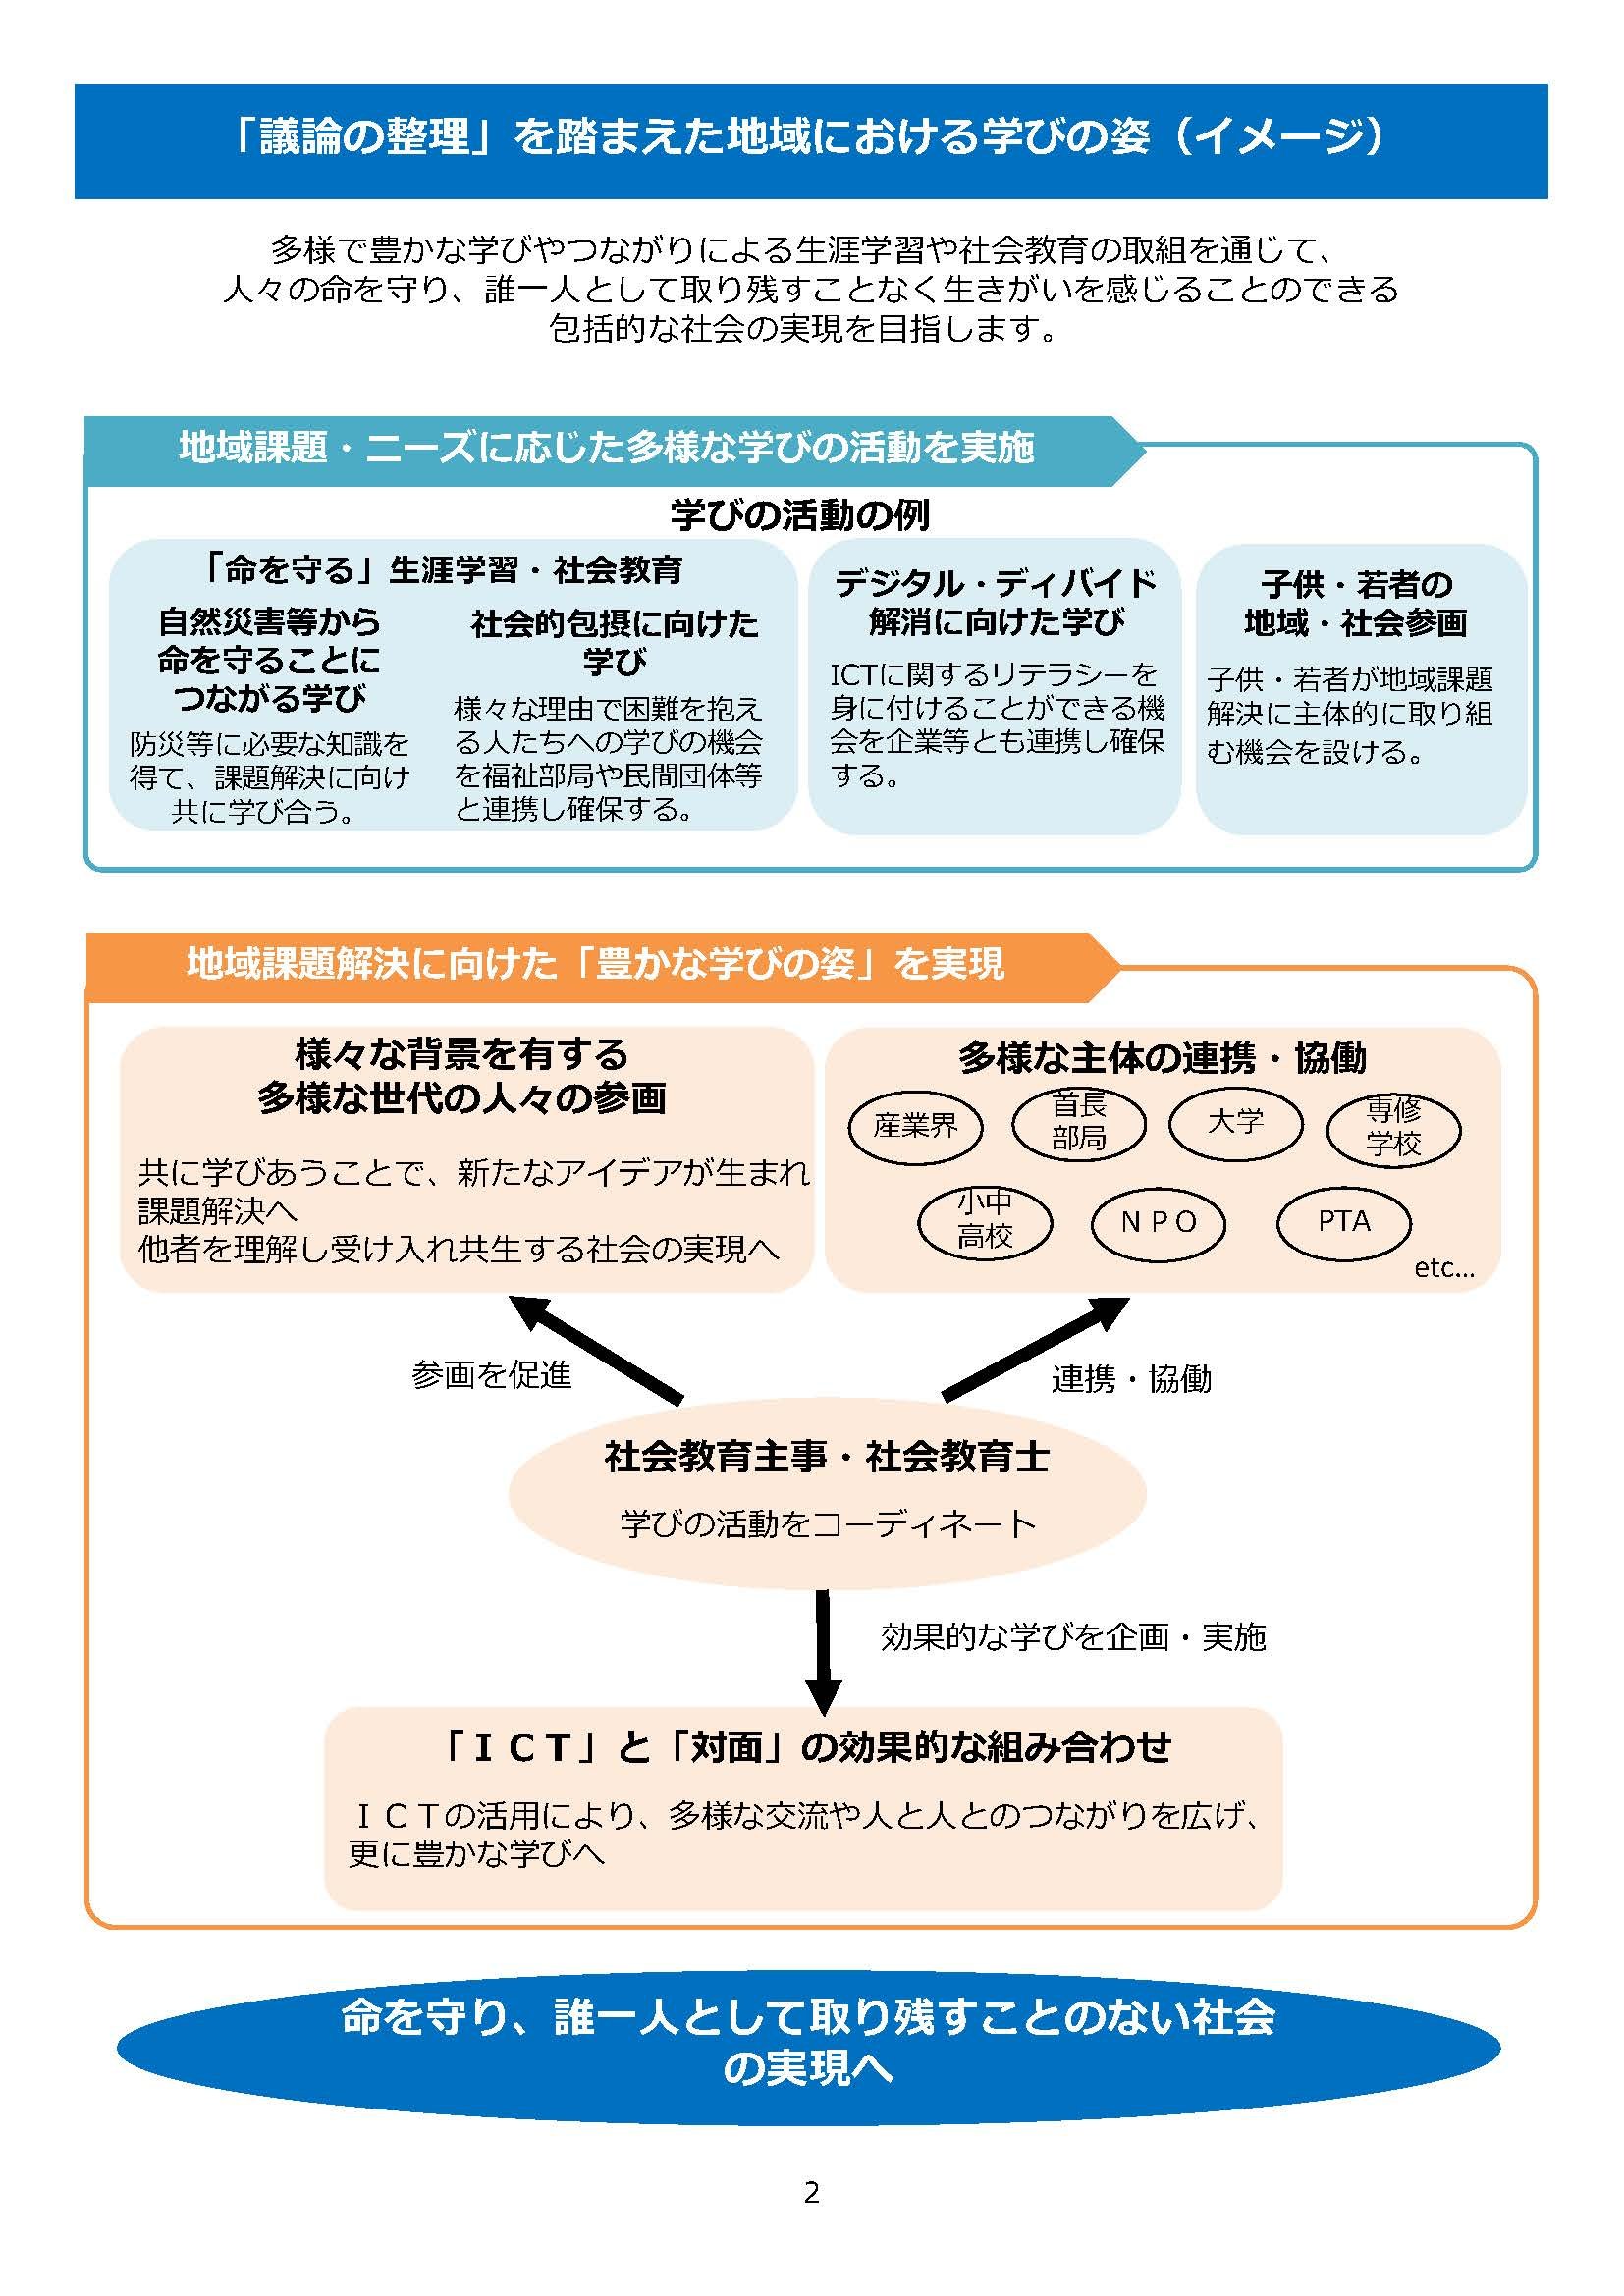 「議論の整理」を踏まえた地域における学びの姿（イメージ）
多様で豊かな学びやつながりによる生涯学習や社会教育の取組を通じて、
人々の命を守り、誰一人として取り残すことなく生きがいを感じることのできる
包括的な社会の実現を目指します。
地域課題・ニーズに応じた多様な学びの活動を実施
学びの活動の例
「命を守る」生涯学習・社会教育
自然災害等から
命を守ることに
つながる学び
防災等に必要な知識を
得て、課題解決に向け
共に学び合う。
社会的包摂に向けた
学び
様々な理由で困難を抱え
る人たちへの学びの機会
を福祉部局や民間団体等
と連携し確保する。
デジタル・ディバイド
解消に向けた学び
ICTに関するリテラシーを
身に付けることができる機
会を企業等とも連携し確保
する。
子供・若者の
地域・社会参画
子供・若者が地域課題
解決に主体的に取り組
む機会を設ける。
地域課題解決に向けた「豊かな学びの姿」を実現
様々な背景を有する
多様な世代の人々の参画
共に学びあうことで、新たなアイデアが生まれ
課題解決へ
他者を理解し受け入れ共生する社会の実現へ
多様な主体の連携・協働
産業界
首長
部局
大学
専修
学校
小中
高校
ＮＰＯ
PTA
etc…
参画を促進
連携・協働
社会教育主事・社会教育士
学びの活動をコーディネート
効果的な学びを企画・実施
「ＩＣＴ」と「対面」の効果的な組み合わせ
ＩＣＴの活用により、多様な交流や人と人とのつながりを広げ、
更に豊かな学びへ
命を守り、誰一人として取り残すことのない社会
の実現へ
2